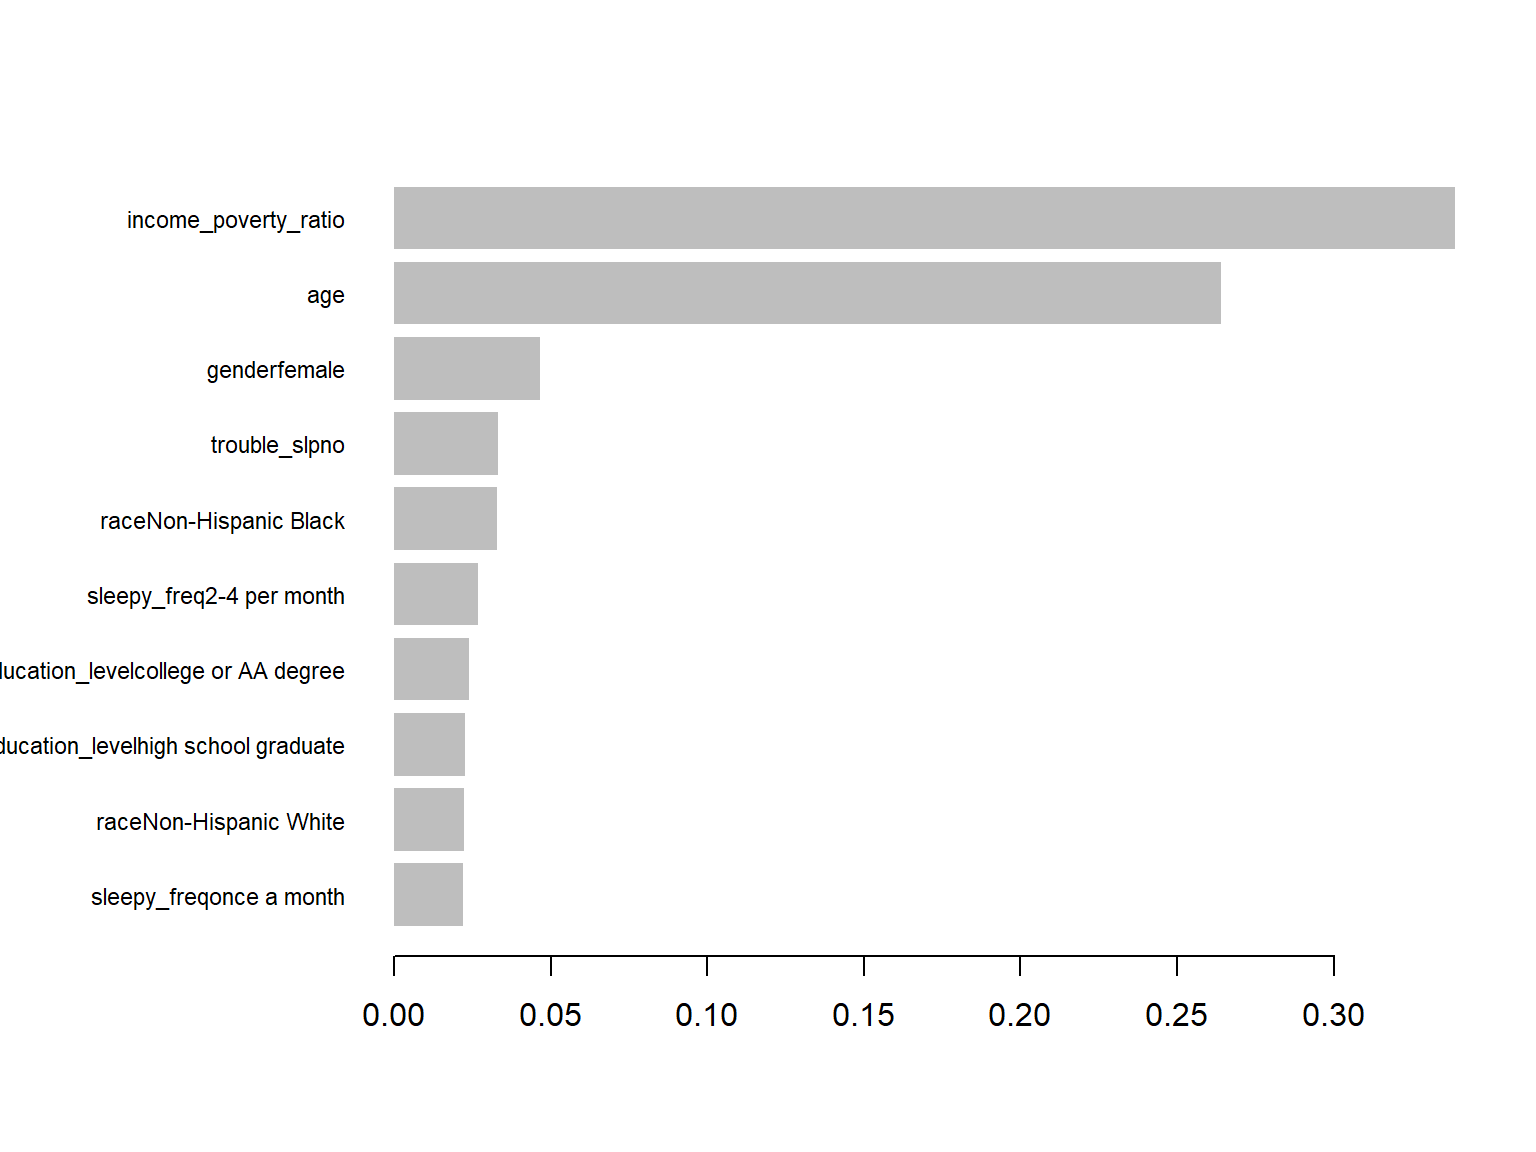 income_poverty_ratio
age
genderfemale
trouble_slpno
raceNon-Hispanic Black
sleepy_freq2-4 per month
lucation_levelcollege or AA degree
ducation_levelhigh school graduate
raceNon-Hispanic White
sleepy_freqonce a month
0.00 0.05 0.10 0.15 0.20 0.25 0.30